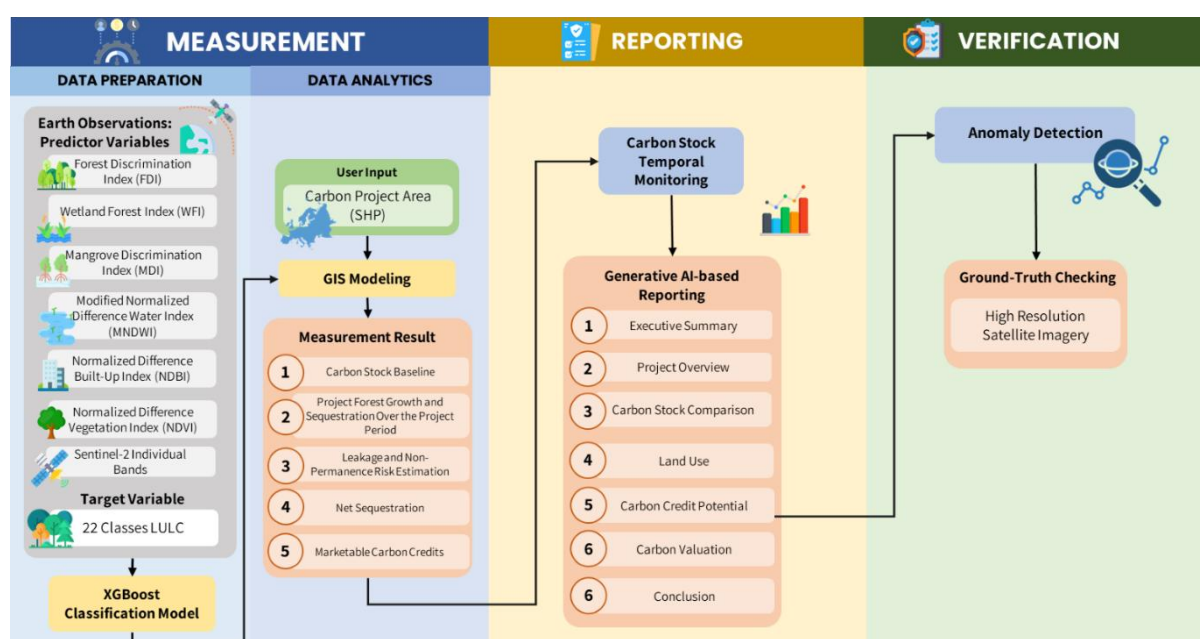 MEASUREMENT
REPORTING
VERIFICATION
DATA PREPARATION
DATA ANALYTICS
Earth Observations:
Predictor Variables
Forest Discrimination
Index (FDI)
Wetland Forest Index (WFI)
Mangrove Discrimination
Index (MDI)
Modified Normalized
Difference Water Index
(MNDWI)
Normalized Difference
Built-Up Index (NDBI)
Normalized Difference
Vegetation Index (NDVI)
Sentinel-2 Individual
Bands
Target Variable
22 Classes LULC
XGBoost
Classification Model
User Input
Carbon Project Area
(SHP)
GIS Modeling
Measurement Result
1 Carbon Stock Baseline
2 Project Forest Growth and
Sequestration Over the Project
Period
3 Leakage and Non-
Permanence Risk Estimation
4 Net Sequestration
5 Marketable Carbon Credits
Carbon Stock
Temporal
Monitoring
Generative AI-based
Reporting
1 Executive Summary
2 Project Overview
3 Carbon Stock Comparison
4 Land Use
5 Carbon Credit Potential
6 Carbon Valuation
6 Conclusion
Anomaly Detection
Ground-Truth Checking
High Resolution
Satellite Imagery